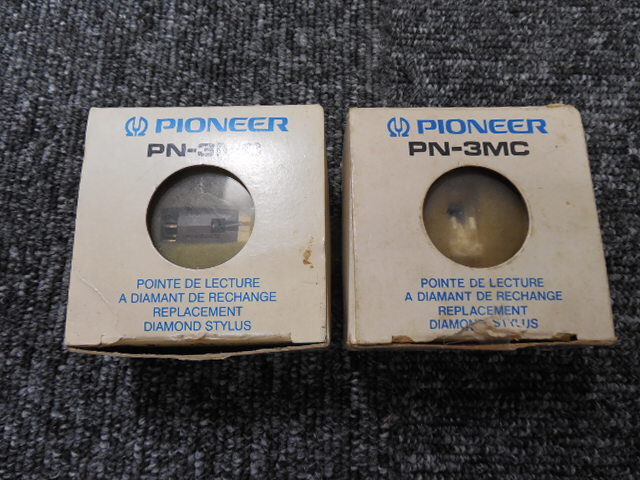 PIONEER
PN-3MC
POINTE DE LECTURE
A DIAMANT DE RECHANGE
REPLACEMENT
DIAMOND STYLUS
PIONEER
PN-3MC
POINTE DE LECTURE
A DIAMANT DE RECHANGE
REPLACEMENT
DIAMOND STYLUS